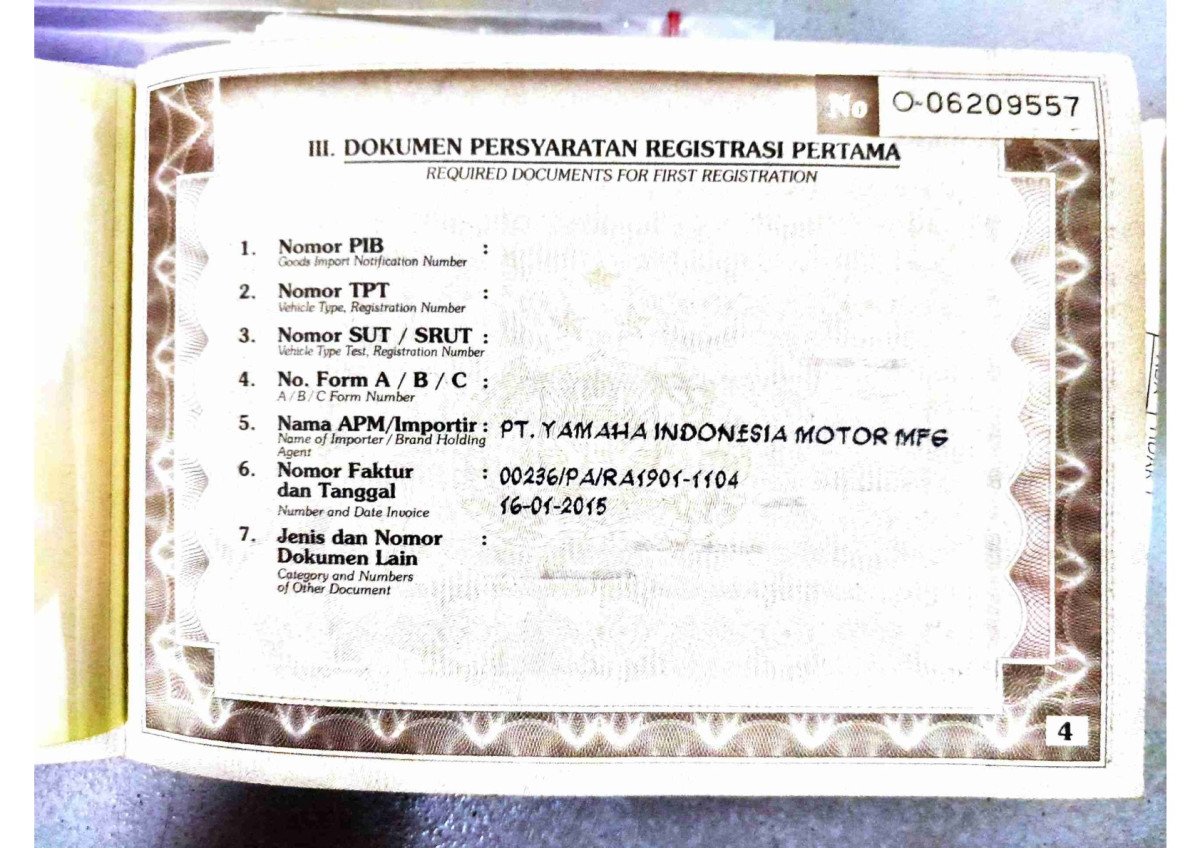 No O-06209557
III. DOKUMEN PERSYARATAN REGISTRASI PERTAMA
REQUIRED DOCUMENTS FOR FIRST REGISTRATION
1. Nomor PIB :
Goods Import Notification Number
2. Nomor TPT :
Vehicle Type, Registration Number
3. Nomor SUT / SRUT :
Vehicle Type Test, Registration Number
4. No. Form A / B / C :
A / B / C Form Number
5. Nama APM/Importir : PT. YAMAHA INDONESIA MOTOR MFG
Name of Importer / Brand Holding
Agent
6. Nomor Faktur : 00236/PA/RA1901-1104
dan Tanggal 16-01-2015
Number and Date Invoice
7. Jenis dan Nomor :
Dokumen Lain
Category and Numbers
of Other Document
4